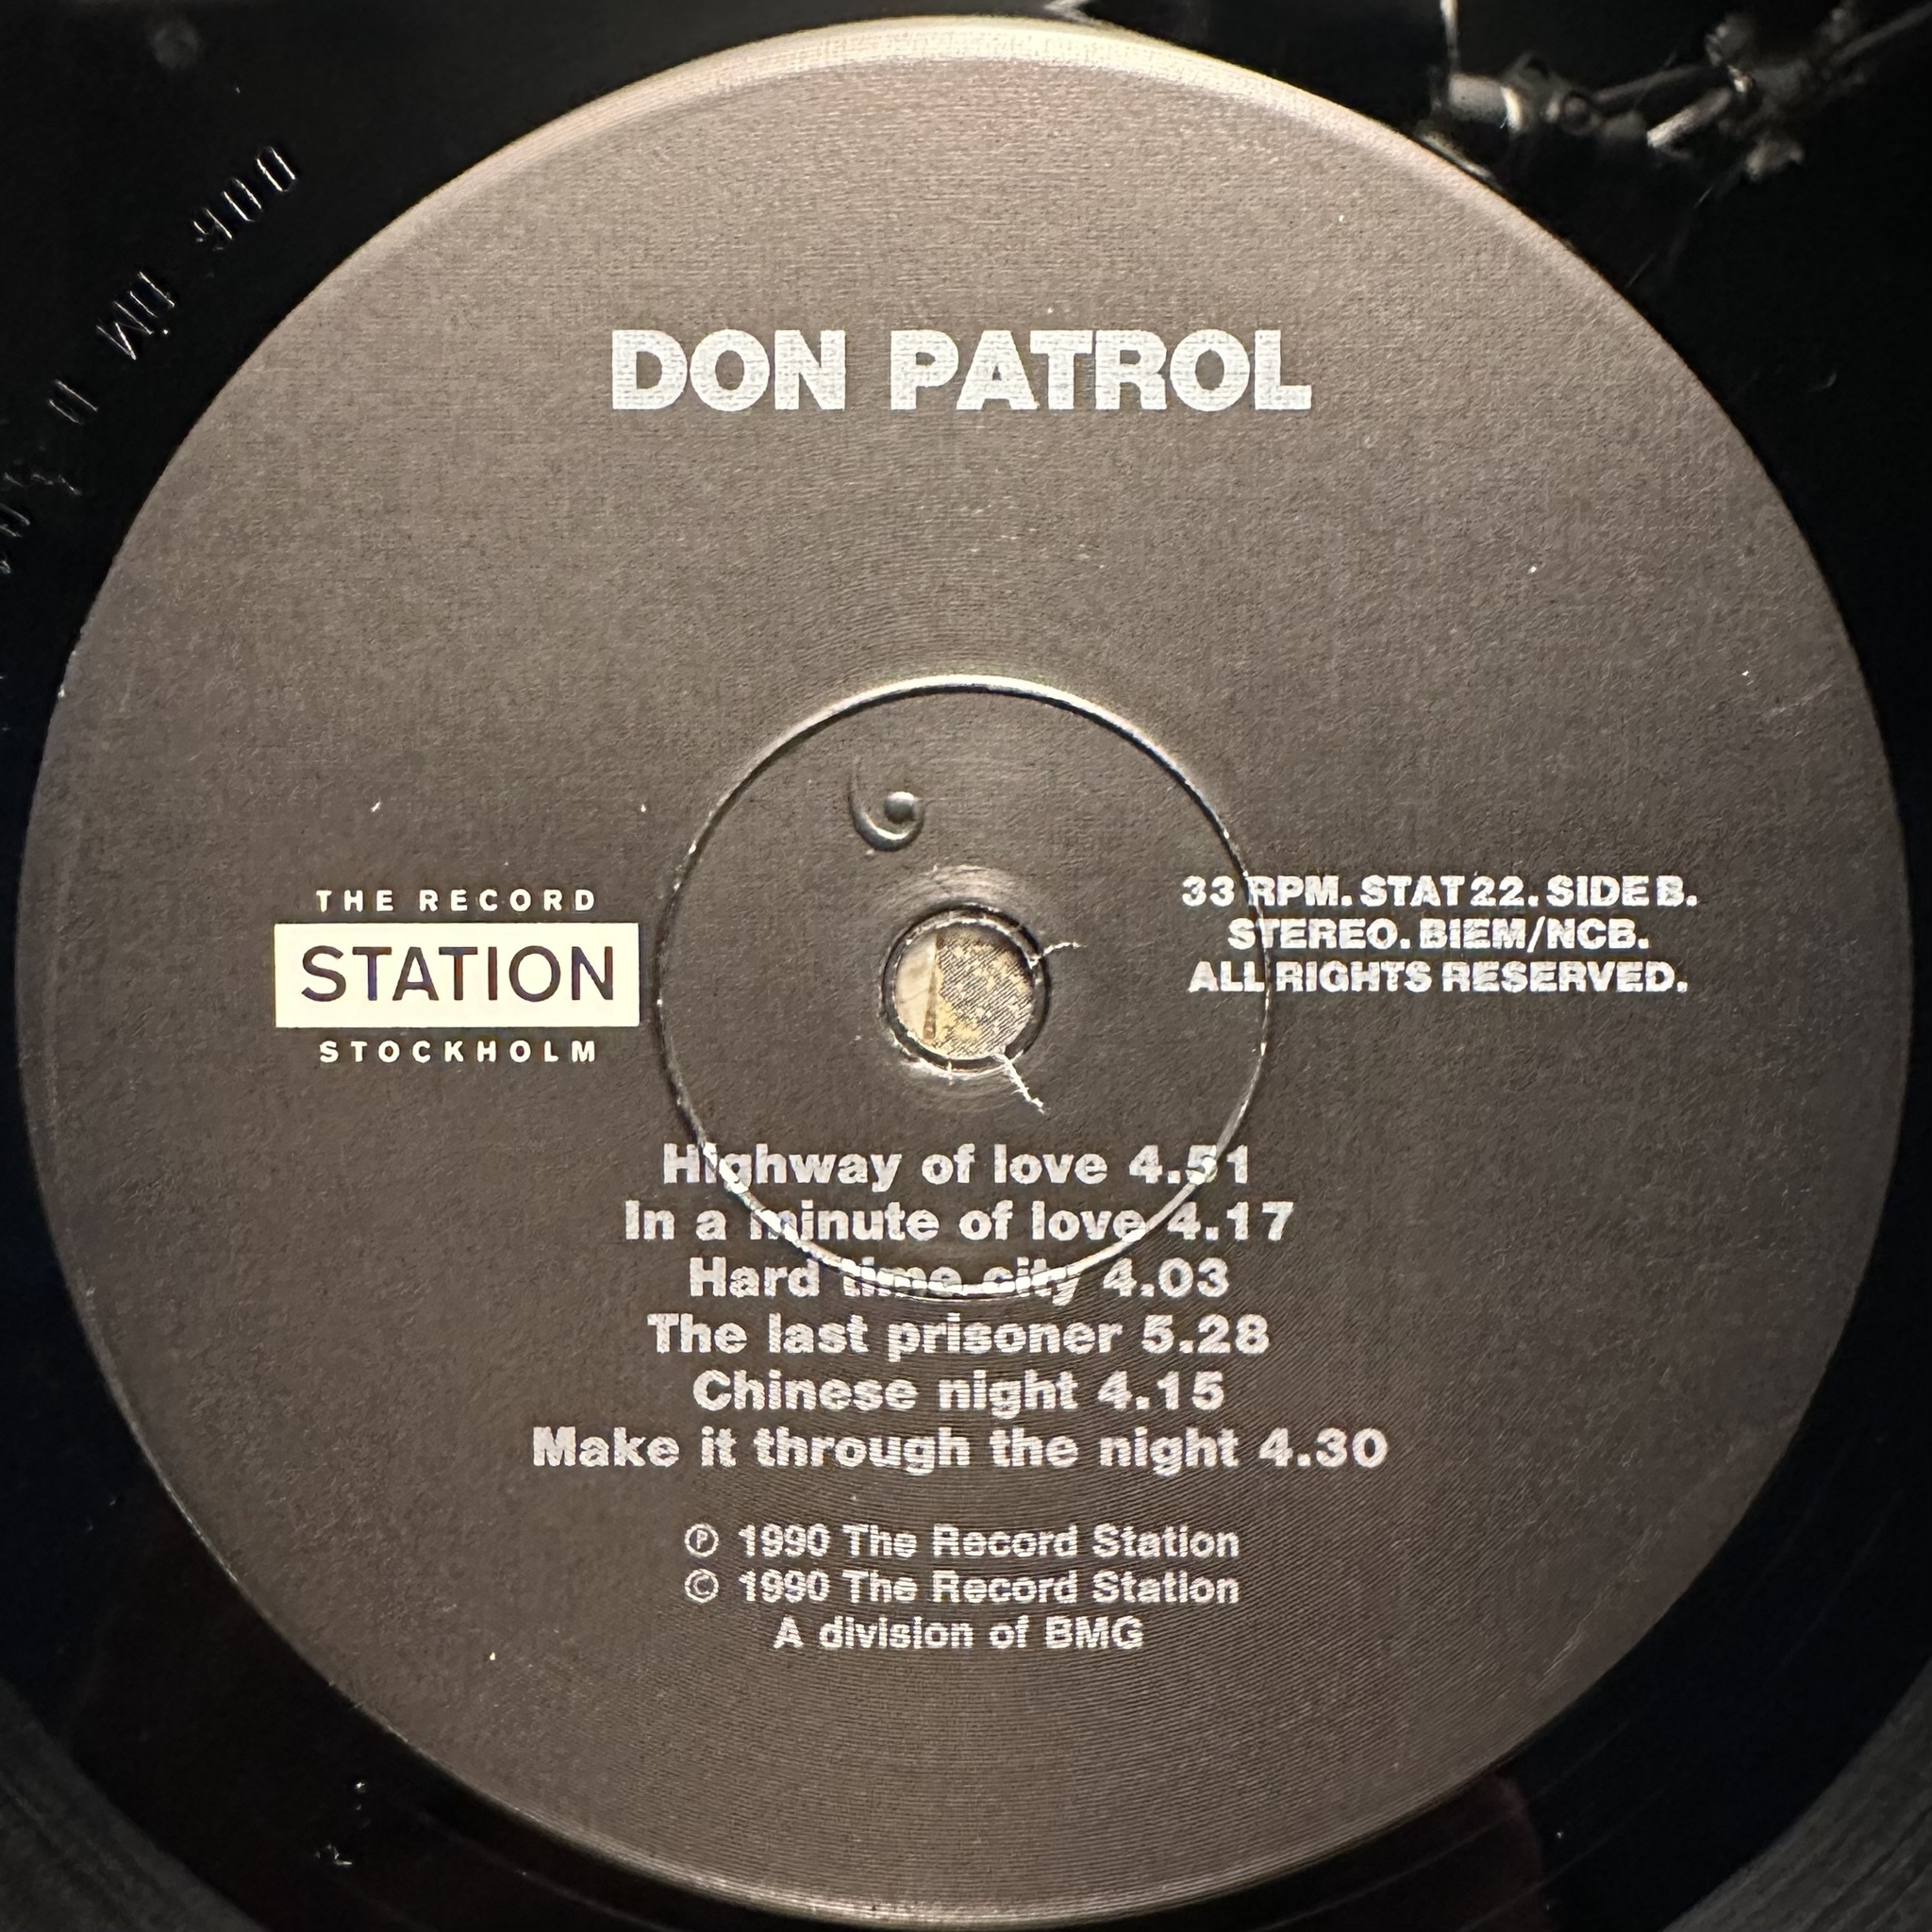 DON PATROL
THE RECORD
STATION
STOCKHOLM
33 RPM. STAT 22. SIDE B.
STEREO. BIEM/NCB.
ALL RIGHTS RESERVED.
Highway of love 4.51
In a minute of love 4.17
Hard time city 4.03
The last prisoner 5.28
Chinese night 4.15
Make it through the night 4.30
℗ 1990 The Record Station
© 1990 The Record Station
A division of BMG